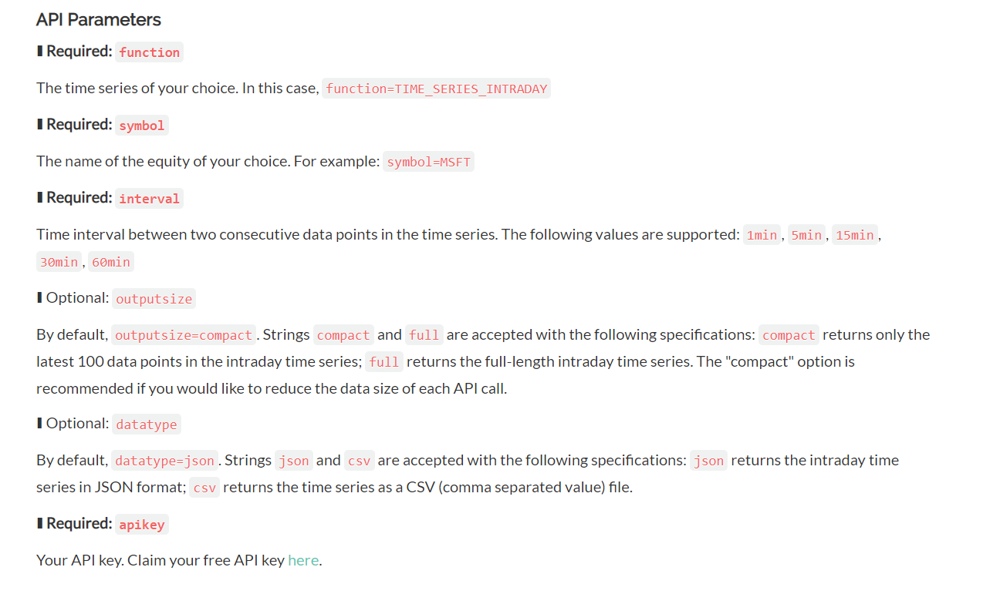 API Parameters
❚ Required: function
The time series of your choice. In this case, function=TIME_SERIES_INTRADAY
❚ Required: symbol
The name of the equity of your choice. For example: symbol=MSFT
❚ Required: interval
Time interval between two consecutive data points in the time series. The following values are supported: 1min, 5min, 15min,
30min, 60min
❚ Optional: outputsize
By default, outputsize=compact. Strings compact and full are accepted with the following specifications: compact returns only the
latest 100 data points in the intraday time series; full returns the full-length intraday time series. The "compact" option is
recommended if you would like to reduce the data size of each API call.
❚ Optional: datatype
By default, datatype=json. Strings json and csv are accepted with the following specifications: json returns the intraday time
series in JSON format; csv returns the time series as a CSV (comma separated value) file.
❚ Required: apikey
Your API key. Claim your free API key here.